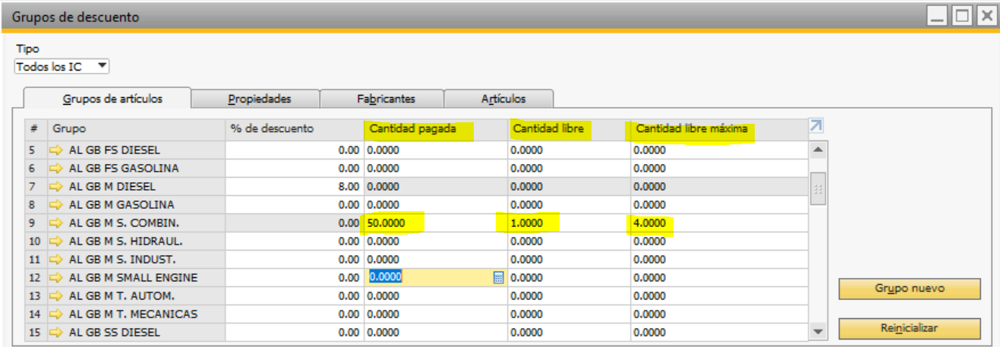 Grupos de descuento
Tipo
Todos los IC
Grupos de artículos Propiedades Fabricantes Artículos
# Grupo % de descuento Cantidad pagada Cantidad libre Cantidad libre máxima
5 AL GB FS DIESEL 0.00 0.0000 0.0000 0.0000
6 AL GB FS GASOLINA 0.00 0.0000 0.0000 0.0000
7 AL GB M DIESEL 8.00 0.0000 0.0000 0.0000
8 AL GB M GASOLINA 0.00 0.0000 0.0000 0.0000
9 AL GB M S. COMBIN. 0.00 50.0000 1.0000 4.0000
10 AL GB M S. HIDRAUL. 0.00 0.0000 0.0000 0.0000
11 AL GB M S. INDUST. 0.00 0.0000 0.0000 0.0000
12 AL GB M SMALL ENGINE 0.00 0.0000 0.0000 0.0000
13 AL GB M T. AUTOM. 0.00 0.0000 0.0000 0.0000
14 AL GB M T. MECANICAS 0.00 0.0000 0.0000 0.0000
15 AL GB SS DIESEL 0.00 0.0000 0.0000 0.0000
Grupo nuevo
Reinicializar